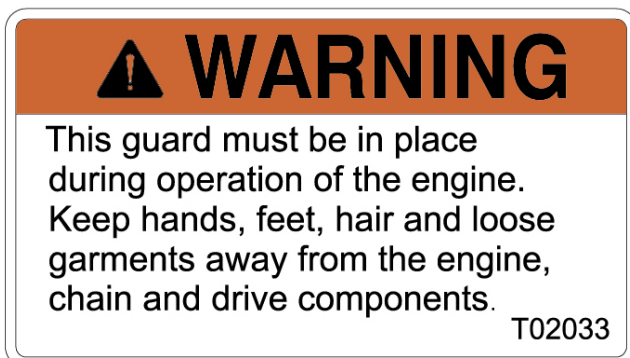 WARNING
This guard must be in place
during operation of the engine.
Keep hands, feet, hair and loose
garments away from the engine,
chain and drive components.
T02033